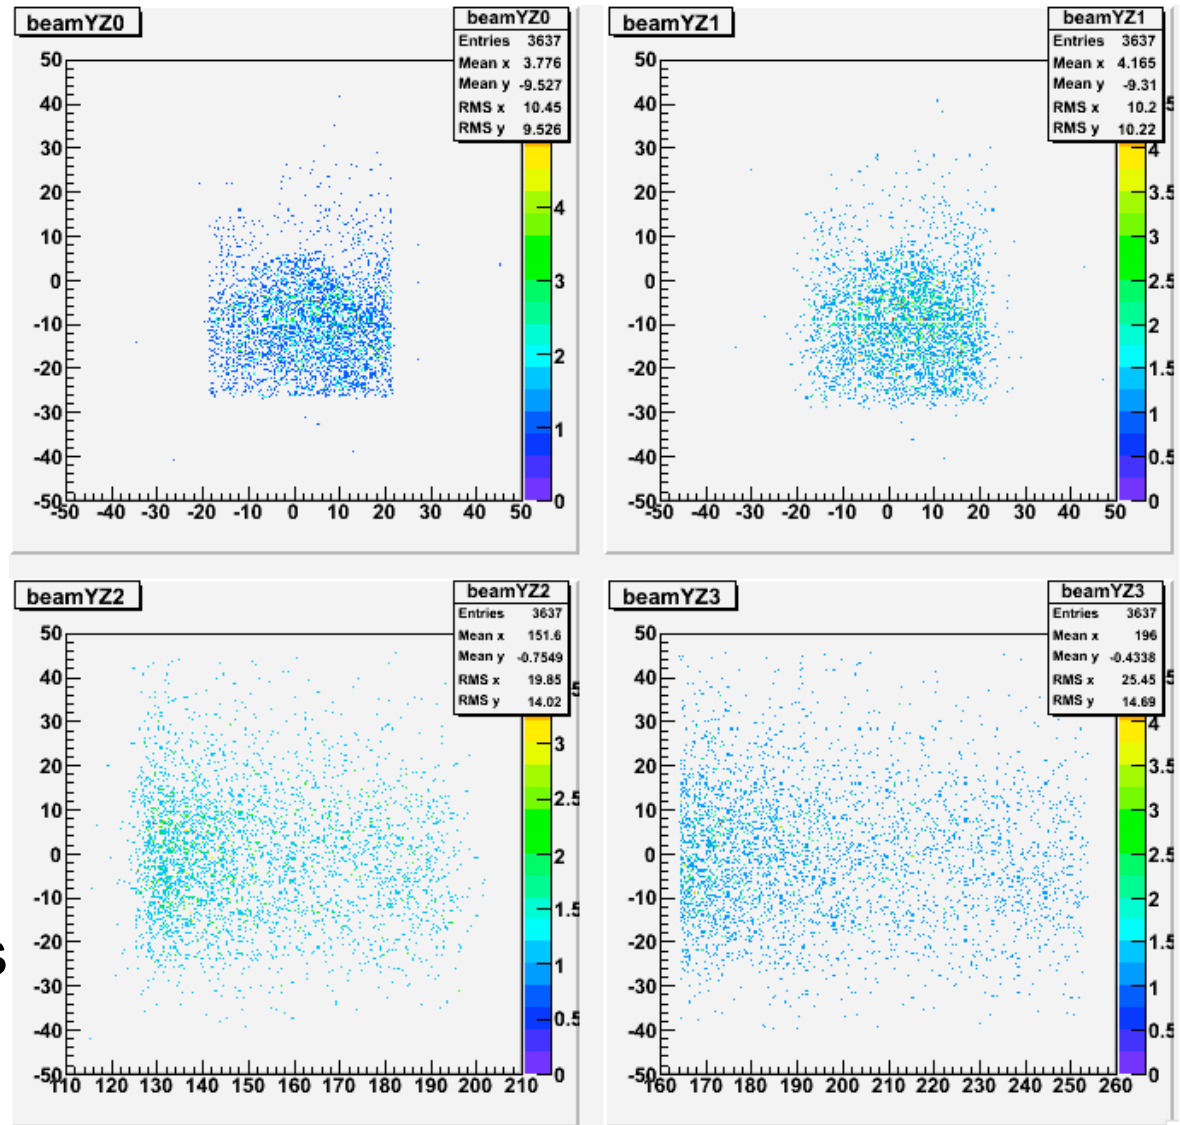 beamYZ0
beamYZ0
Entries 3637
Mean x 3.776
Mean y -9.527
RMS x 10.45
RMS y 9.526
50
40
30
20
10
0
-10
-20
-30
-40
-50
-50 -40 -30 -20 -10 0 10 20 30 40 50
4
3
2
1
0
beamYZ1
beamYZ1
Entries 3637
Mean x 4.165
Mean y -9.31
RMS x 10.2
RMS y 10.22
50
40
30
20
10
0
-10
-20
-30
-40
-50
-50 -40 -30 -20 -10 0 10 20 30 40 50
5
4
3.5
3
2.5
2
1.5
1
0.5
0
beamYZ2
beamYZ2
Entries 3637
Mean x 151.6
Mean y -0.7549
RMS x 19.85
RMS y 14.02
50
40
30
20
10
0
-10
-20
-30
-40
-50
110 120 130 140 150 160 170 180 190 200 210
5
3
2.5
2
1.5
1
0.5
0
s
beamYZ3
beamYZ3
Entries 3637
Mean x 196
Mean y -0.4338
RMS x 25.45
RMS y 14.69
50
40
30
20
10
0
-10
-20
-30
-40
-50
160 170 180 190 200 210 220 230 240 250 260
5
4
3.5
3
2.5
2
1.5
1
0.5
0